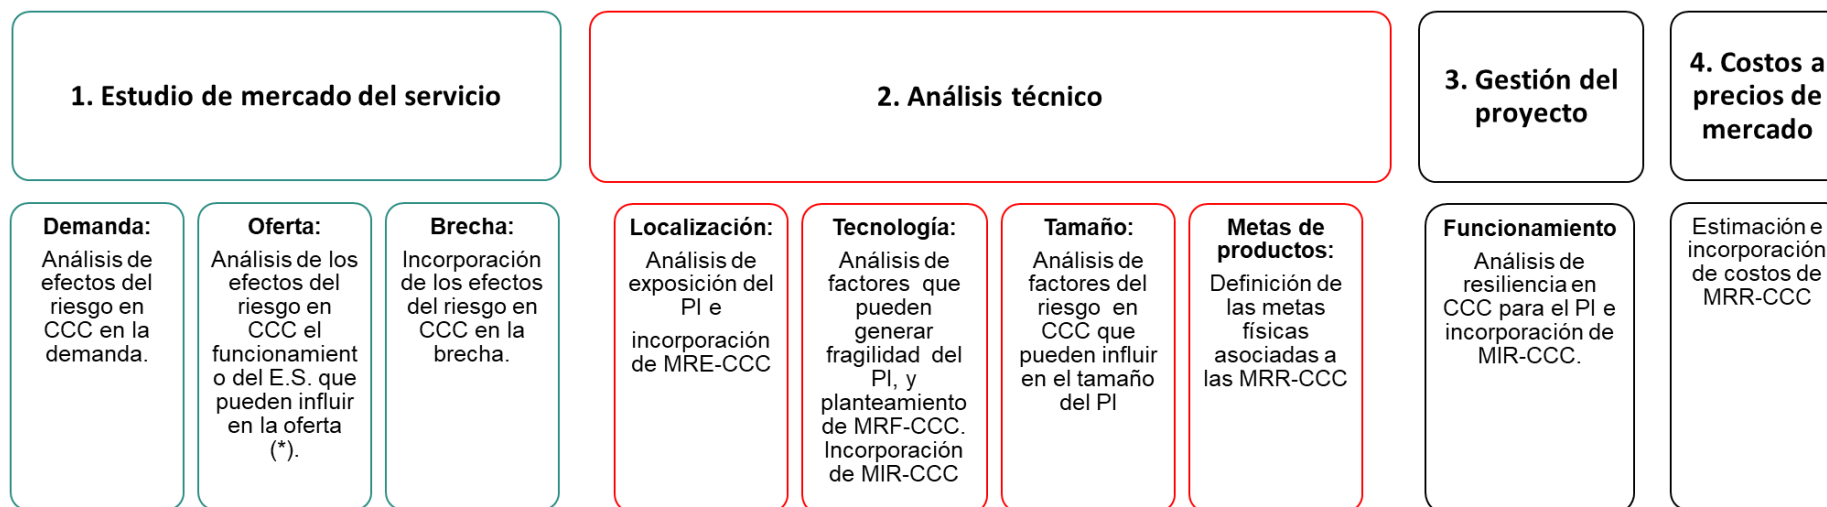 1. Estudio de mercado del servicio
2. Análisis técnico
3. Gestión del
proyecto
4. Costos a
precios de
mercado
Demanda:
Análisis de
efectos del
riesgo en
CCC en la
demanda.
Oferta:
Análisis de los
efectos del
riesgo en
CCC el
funcionamient
o del E.S. que
pueden influir
en la oferta
(*).
Brecha:
Incorporación
de los efectos
del riesgo en
CCC en la
brecha.
Localización:
Análisis de
exposición del
PI e
incorporación
de MRE-CCC
Tecnología:
Análisis de
factores que
pueden
generar
fragilidad del
PI, y
planteamiento
de MRF-CCC.
Incorporación
de MIR-CCC
Tamaño:
Análisis de
factores del
riesgo en
CCC que
pueden influir
en el tamaño
del PI
Metas de
productos:
Definición de
las metas
físicas
asociadas a
las MRR-CCC
Funcionamiento
Análisis de
resiliencia en
CCC para el PI e
incorporación de
MIR-CCC.
Estimación e
incorporación
de costos de
MRR-CCC